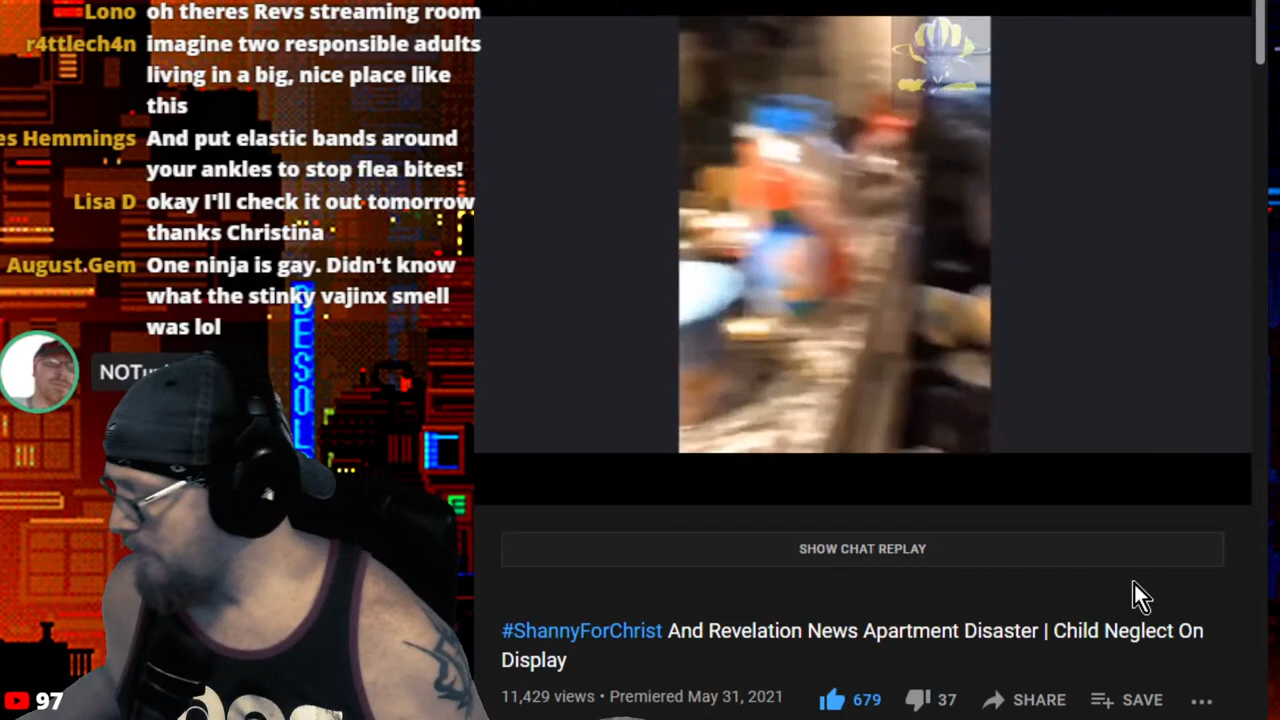 Lono oh theres Revs streaming room
r4ttlech4n imagine two responsible adults
living in a big, nice place like
this
es Hemmings And put elastic bands around
your ankles to stop flea bites!
Lisa D okay I'll check it out tomorrow
thanks Christina
August.Gem One ninja is gay. Didn't know
what the stinky vajinx smell
was lol
BESOL
SHOW CHAT REPLAY
#ShannyForChrist And Revelation News Apartment Disaster | Child Neglect On
Display
11,429 views • Premiered May 31, 2021 679 37 SHARE SAVE ...
97